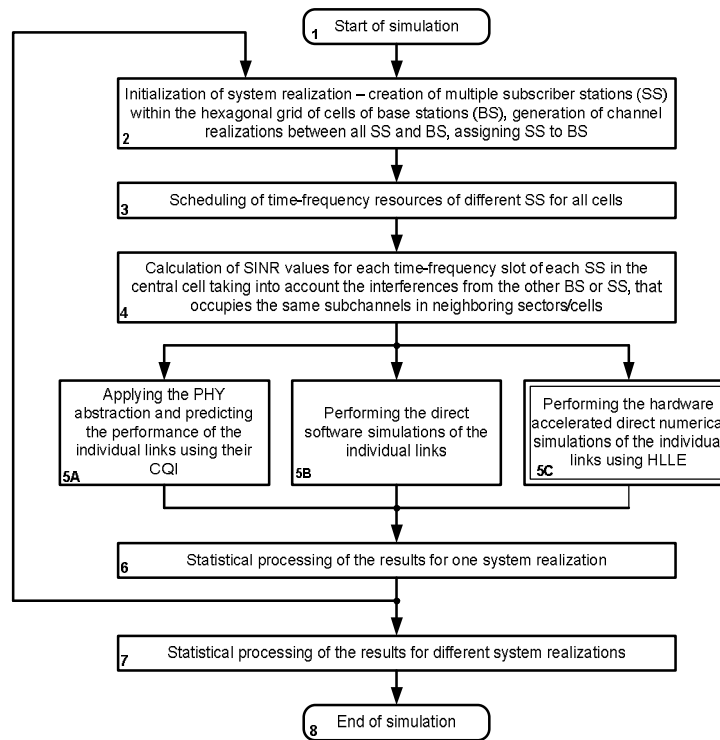 Start of simulation
1
Initialization of system realization – creation of multiple subscriber stations (SS)
within the hexagonal grid of cells of base stations (BS), generation of channel
realizations between all SS and BS, assigning SS to BS
2
Scheduling of time-frequency resources of different SS for all cells
3
Calculation of SINR values for each time-frequency slot of each SS in the
central cell taking into account the interferences from the other BS or SS, that
occupies the same subchannels in neighboring sectors/cells
4
Applying the PHY
abstraction and predicting
the performance of the
individual links using their
CQI
5A
Performing the direct
software simulations of the
individual links
5B
Performing the hardware
accelerated direct numerical
simulations of the individual
links using HLLE
5C
Statistical processing of the results for one system realization
6
Statistical processing of the results for different system realizations
7
End of simulation
8